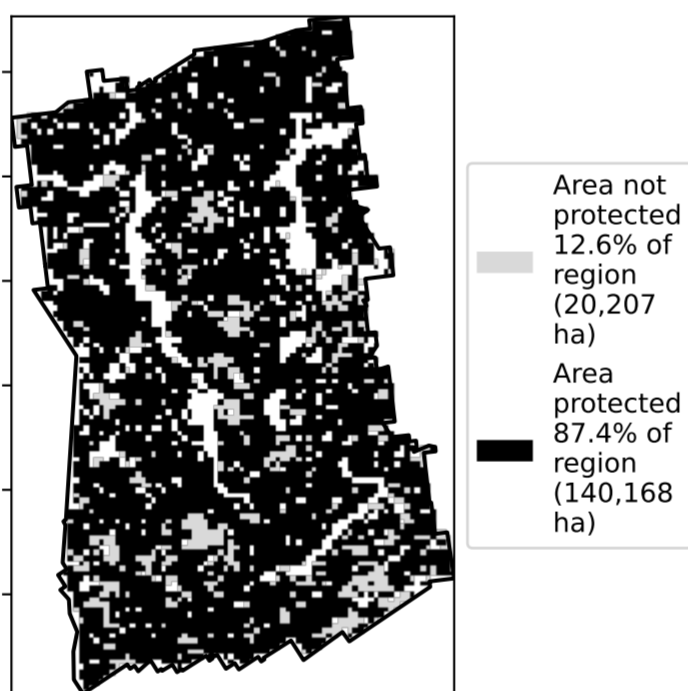 Area not
protected
12.6% of
region
(20,207
ha)
Area
protected
87.4% of
region
(140,168
ha)